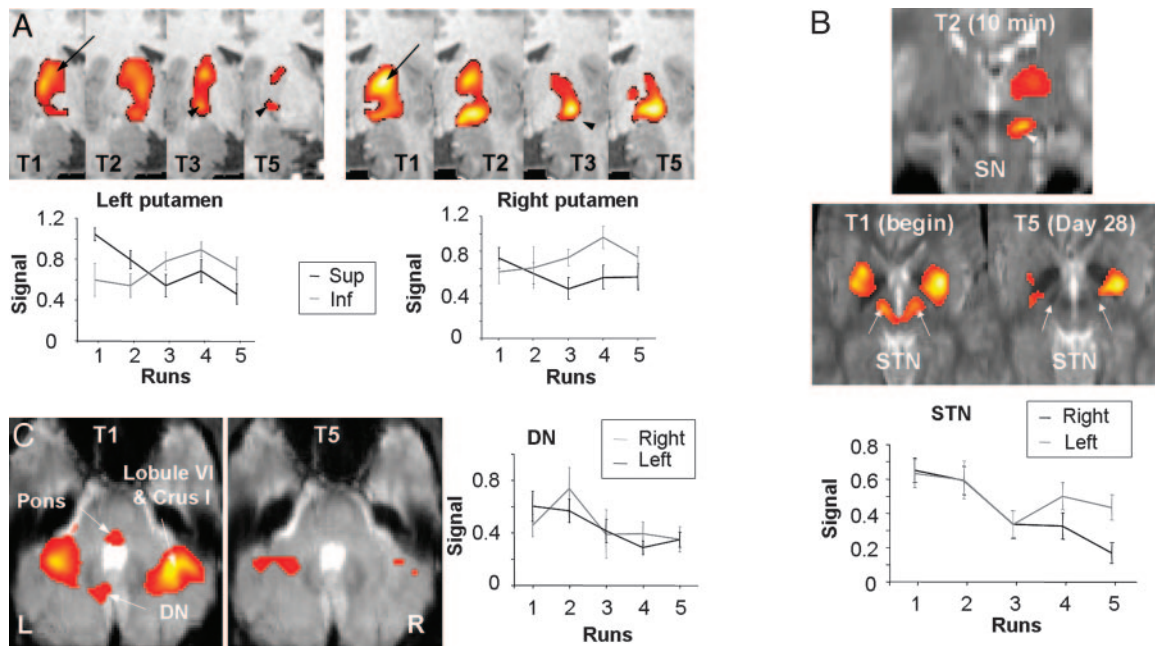 A
T1 T2 T3 T5
T1 T2 T3 T5
Left putamen
Signal
1.2
0.8
0.4
0
1 2 3 4 5
Runs
Sup
Inf
Right putamen
Signal
1.2
0.8
0.4
0
1 2 3 4 5
Runs
B
T2 (10 min)
SN
T1 (begin)
T5 (Day 28)
STN
STN
STN
Right
Left
Signal
0.8
0.6
0.4
0.2
0
1 2 3 4 5
Runs
C
T1
Lobule VI
& Crus I
Pons
DN
L
T5
R
DN
Right
Left
Signal
0.8
0.4
0
1 2 3 4 5
Runs